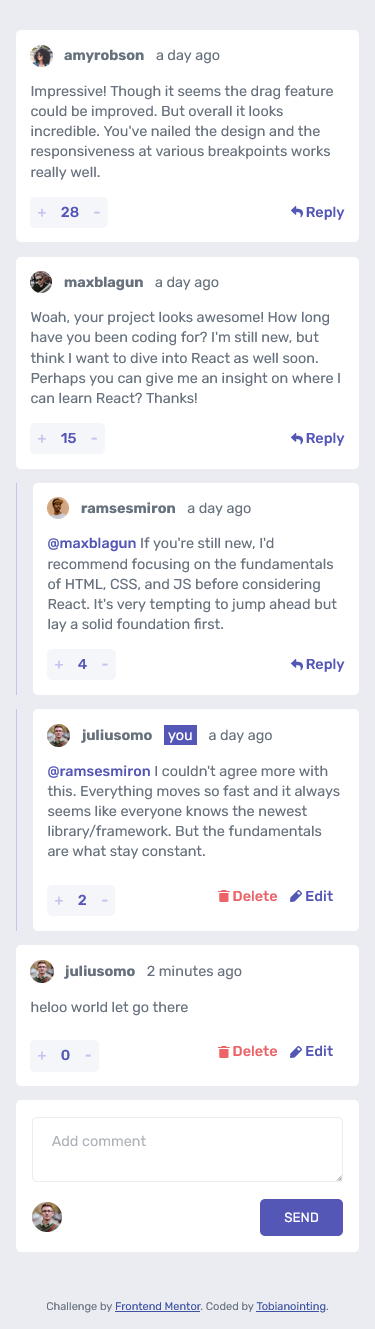 amyrobson a day ago
Impressive! Though it seems the drag feature
could be improved. But overall it looks
incredible. You've nailed the design and the
responsiveness at various breakpoints works
really well.
+ 28 - Reply
maxblagun a day ago
Woah, your project looks awesome! How long
have you been coding for? I'm still new, but
think I want to dive into React as well soon.
Perhaps you can give me an insight on where I
can learn React? Thanks!
+ 15 - Reply
ramsesmiron a day ago
@maxblagun If you're still new, I'd
recommend focusing on the fundamentals
of HTML, CSS, and JS before considering
React. It's very tempting to jump ahead but
lay a solid foundation first.
+ 4 - Reply
juliusomo you a day ago
@ramsesmiron I couldn't agree more with
this. Everything moves so fast and it always
seems like everyone knows the newest
library/framework. But the fundamentals
are what stay constant.
+ 2 - Delete Edit
juliusomo 2 minutes ago
heloo world let go there
+ 0 - Delete Edit
Add comment
SEND
Challenge by Frontend Mentor. Coded by Tobianointing.